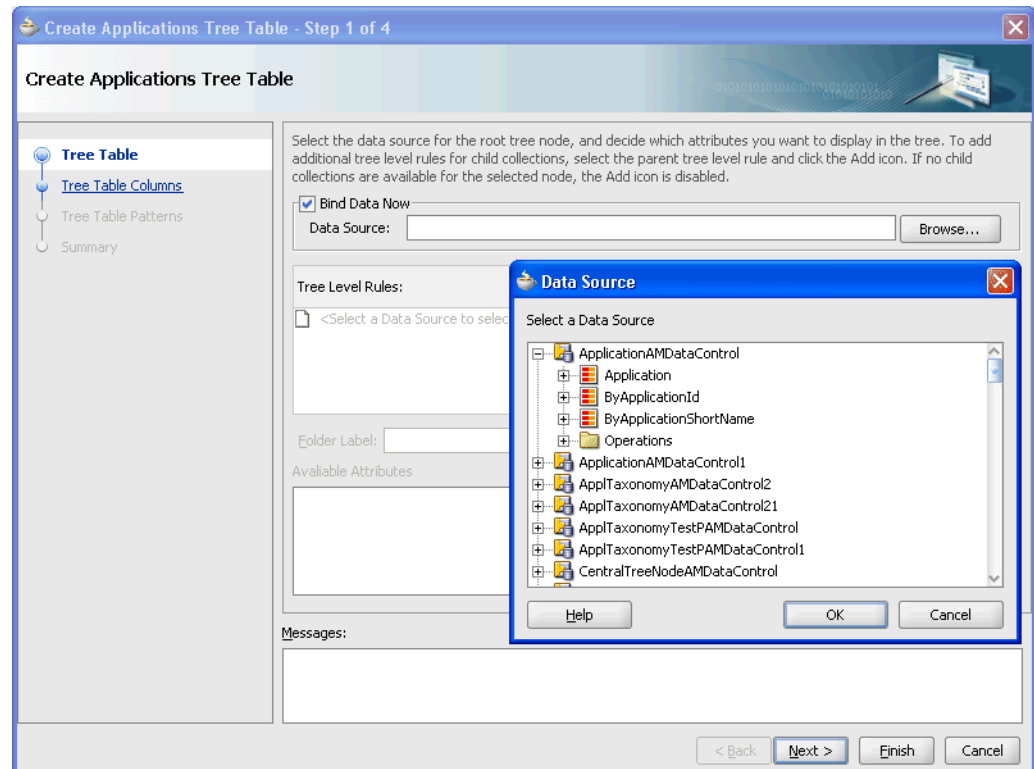 Create Applications Tree Table - Step 1 of 4
Create Applications Tree Table
Tree Table
Tree Table Columns
Tree Table Patterns
Summary
Select the data source for the root tree node, and decide which attributes you want to display in the tree. To add
additional tree level rules for child collections, select the parent tree level rule and click the Add icon. If no child
collections are available for the selected node, the Add icon is disabled.
Bind Data Now
Data Source:
Browse...
Tree Level Rules:
<Select a Data Source to selec
Folder Label:
Avaliable Attributes
Data Source
Select a Data Source
ApplicationAMDataControl
Application
ByApplicationId
ByApplicationShortName
Operations
ApplicationAMDataControl1
ApplTaxonomyAMDataControl2
ApplTaxonomyAMDataControl21
ApplTaxonomyTestPAMDataControl
ApplTaxonomyTestPAMDataControl1
CentralTreeNodeAMDataControl
Help
OK
Cancel
Messages:
< Back
Next >
Finish
Cancel